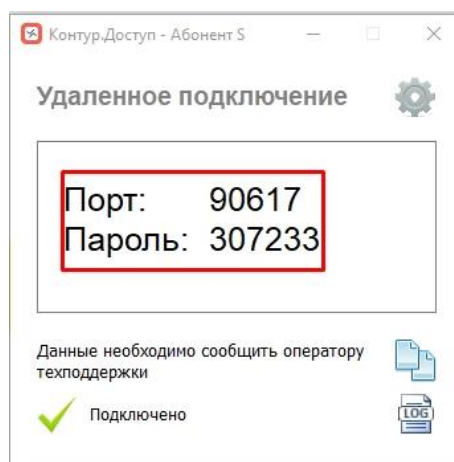 Контур.Доступ - Абонент S
Удаленное подключение
Порт: 90617
Пароль: 307233
Данные необходимо сообщить оператору
техподдержки
Подключено
LOG